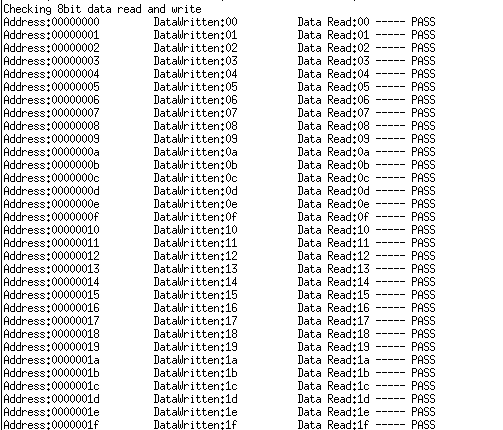 Checking 8bit data read and write
Address:00000000 DataWritten:00 Data Read:00 ----- PASS
Address:00000001 DataWritten:01 Data Read:01 ----- PASS
Address:00000002 DataWritten:02 Data Read:02 ----- PASS
Address:00000003 DataWritten:03 Data Read:03 ----- PASS
Address:00000004 DataWritten:04 Data Read:04 ----- PASS
Address:00000005 DataWritten:05 Data Read:05 ----- PASS
Address:00000006 DataWritten:06 Data Read:06 ----- PASS
Address:00000007 DataWritten:07 Data Read:07 ----- PASS
Address:00000008 DataWritten:08 Data Read:08 ----- PASS
Address:00000009 DataWritten:09 Data Read:09 ----- PASS
Address:0000000a DataWritten:0a Data Read:0a ----- PASS
Address:0000000b DataWritten:0b Data Read:0b ----- PASS
Address:0000000c DataWritten:0c Data Read:0c ----- PASS
Address:0000000d DataWritten:0d Data Read:0d ----- PASS
Address:0000000e DataWritten:0e Data Read:0e ----- PASS
Address:0000000f DataWritten:0f Data Read:0f ----- PASS
Address:00000010 DataWritten:10 Data Read:10 ----- PASS
Address:00000011 DataWritten:11 Data Read:11 ----- PASS
Address:00000012 DataWritten:12 Data Read:12 ----- PASS
Address:00000013 DataWritten:13 Data Read:13 ----- PASS
Address:00000014 DataWritten:14 Data Read:14 ----- PASS
Address:00000015 DataWritten:15 Data Read:15 ----- PASS
Address:00000016 DataWritten:16 Data Read:16 ----- PASS
Address:00000017 DataWritten:17 Data Read:17 ----- PASS
Address:00000018 DataWritten:18 Data Read:18 ----- PASS
Address:00000019 DataWritten:19 Data Read:19 ----- PASS
Address:0000001a DataWritten:1a Data Read:1a ----- PASS
Address:0000001b DataWritten:1b Data Read:1b ----- PASS
Address:0000001c DataWritten:1c Data Read:1c ----- PASS
Address:0000001d DataWritten:1d Data Read:1d ----- PASS
Address:0000001e DataWritten:1e Data Read:1e ----- PASS
Address:0000001f DataWritten:1f Data Read:1f ----- PASS